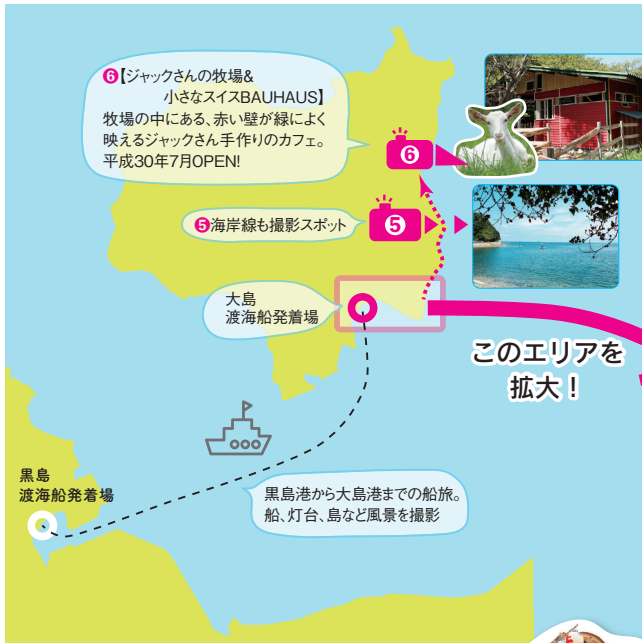 ❻【ジャックさんの牧場&
小さなスイスBAUHAUS】
牧場の中にある、赤い壁が緑によく
映えるジャックさん手作りのカフェ。
平成30年7月OPEN!
❻
❺海岸線も撮影スポット
❺
大島
渡海船発着場
このエリアを
拡大！
黒島
渡海船発着場
黒島港から大島港までの船旅。
船、灯台、島など風景を撮影